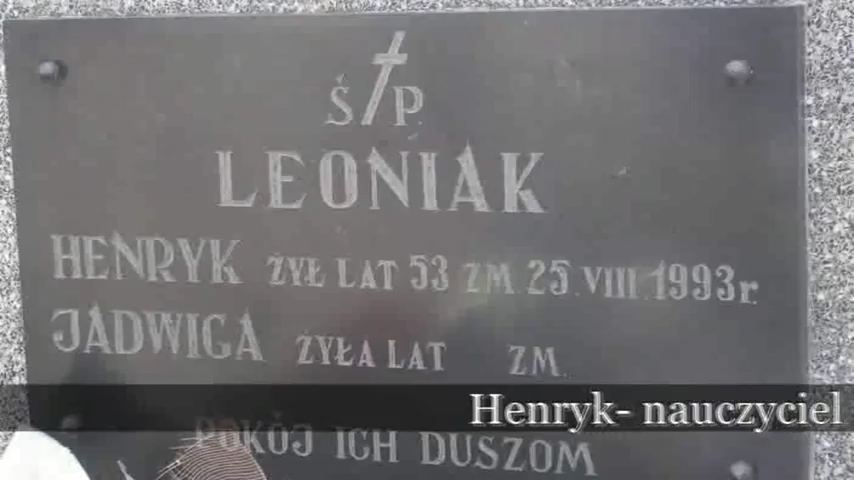 Ś P.
LEONIAK
HENRYK ŻYŁ LAT 53 ZM. 25.VIII.1993r.
JADWIGA ŻYŁA LAT ZM.
Henryk- nauczyciel
POKÓJ ICH DUSZOM